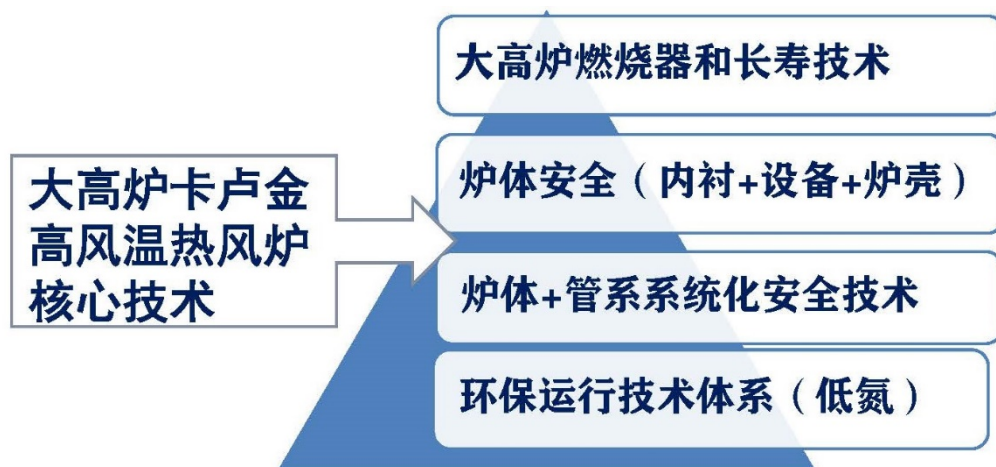 大高炉卡卢金
高风温热风炉
核心技术
大高炉燃烧器和长寿技术
炉体安全（内衬+设备+炉壳）
炉体+管系系统化安全技术
环保运行技术体系（低氮）